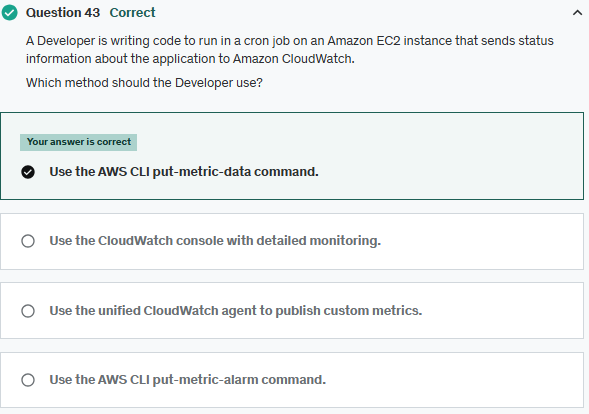 Question 43 Correct
A Developer is writing code to run in a cron job on an Amazon EC2 instance that sends status
information about the application to Amazon CloudWatch.
Which method should the Developer use?
Your answer is correct
Use the AWS CLI put-metric-data command.
Use the CloudWatch console with detailed monitoring.
Use the unified CloudWatch agent to publish custom metrics.
Use the AWS CLI put-metric-alarm command.